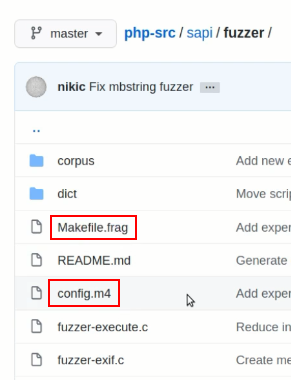 master php-src / sapi / fuzzer /
nikic Fix mbstring fuzzer ...
..
corpus Add new
dict Move scrip
Makefile.frag Add exper
README.md Generate
config.m4 Add exper
fuzzer-execute.c Reduce in
fuzzer-exif.c Create me